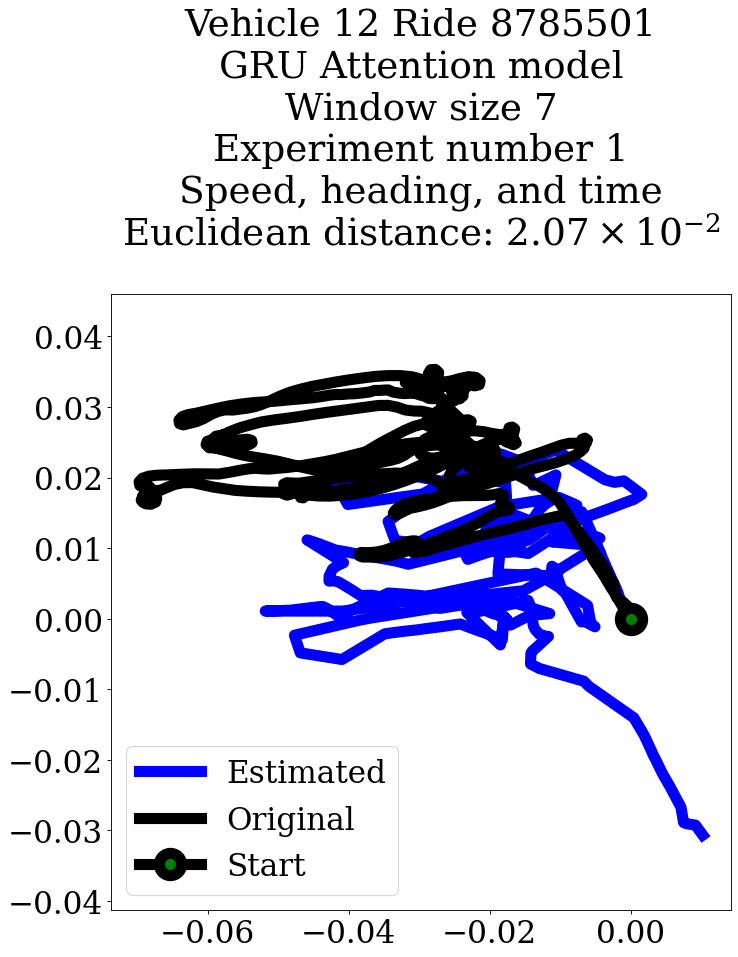 Vehicle 12 Ride 8785501
GRU Attention model
Window size 7
Experiment number 1
Speed, heading, and time
Euclidean distance: 2.07 × 10⁻²
0.04
0.03
0.02
0.01
0.00
−0.01
−0.02
−0.03
−0.04
Estimated
Original
Start
−0.06 −0.04 −0.02 0.00